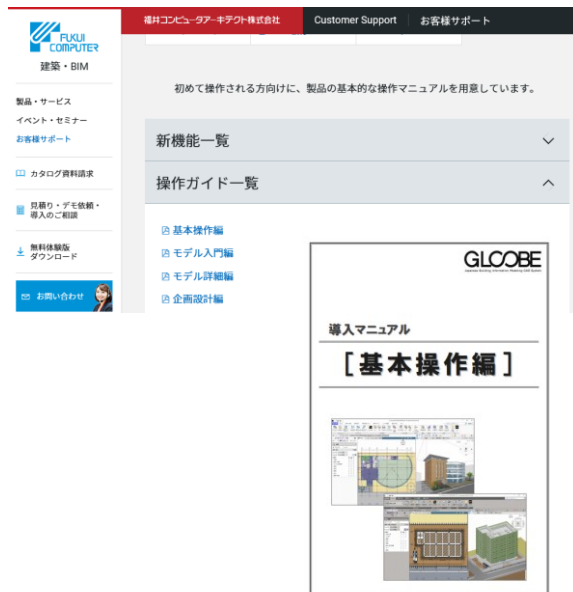 FUKUI
COMPUTER
建築・BIM
製品・サービス
イベント・セミナー
お客様サポート
カタログ資料請求
見積り・デモ依頼・
導入のご相談
無料体験版
ダウンロード
お問い合わせ
福井コンピュータアーキテクト株式会社
Customer Support
お客様サポート
初めて操作される方向けに、製品の基本的な操作マニュアルを用意しています。
新機能一覧
操作ガイド一覧
基本操作編
モデル入門編
モデル詳細編
企画設計編
GLOOBE
導入マニュアル
［基本操作編］